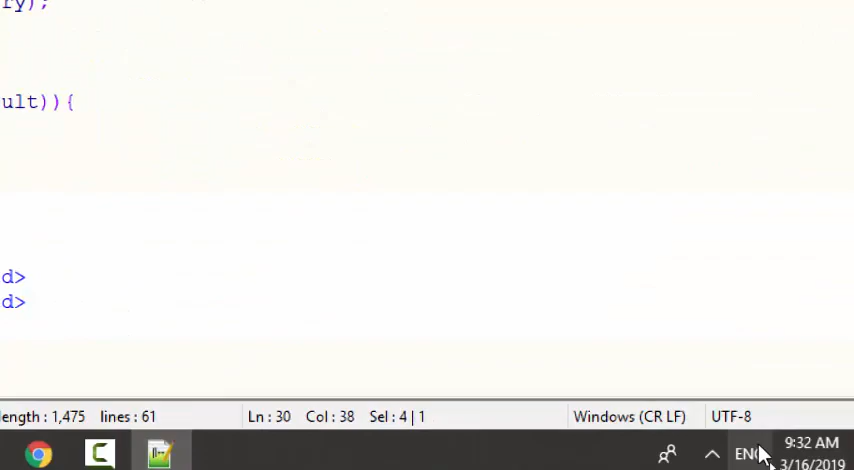 ry);
ult)){
d>
d>
length : 1,475 lines : 61 Ln : 30 Col : 38 Sel : 4 | 1 Windows (CR LF) UTF-8
ENG 9:32 AM
3/16/2019